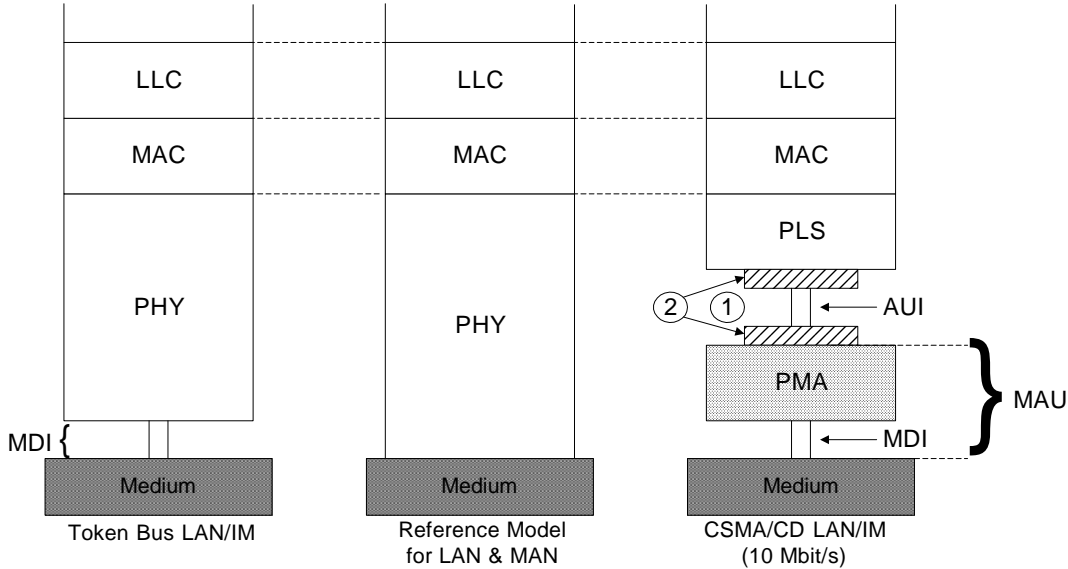 LLC
LLC
LLC
MAC
MAC
MAC
PLS
PHY
PHY
2
1
AUI
PMA
MAU
MDI
MDI
Medium
Medium
Medium
Token Bus LAN/IM
Reference Model
for LAN & MAN
CSMA/CD LAN/IM
(10 Mbit/s)